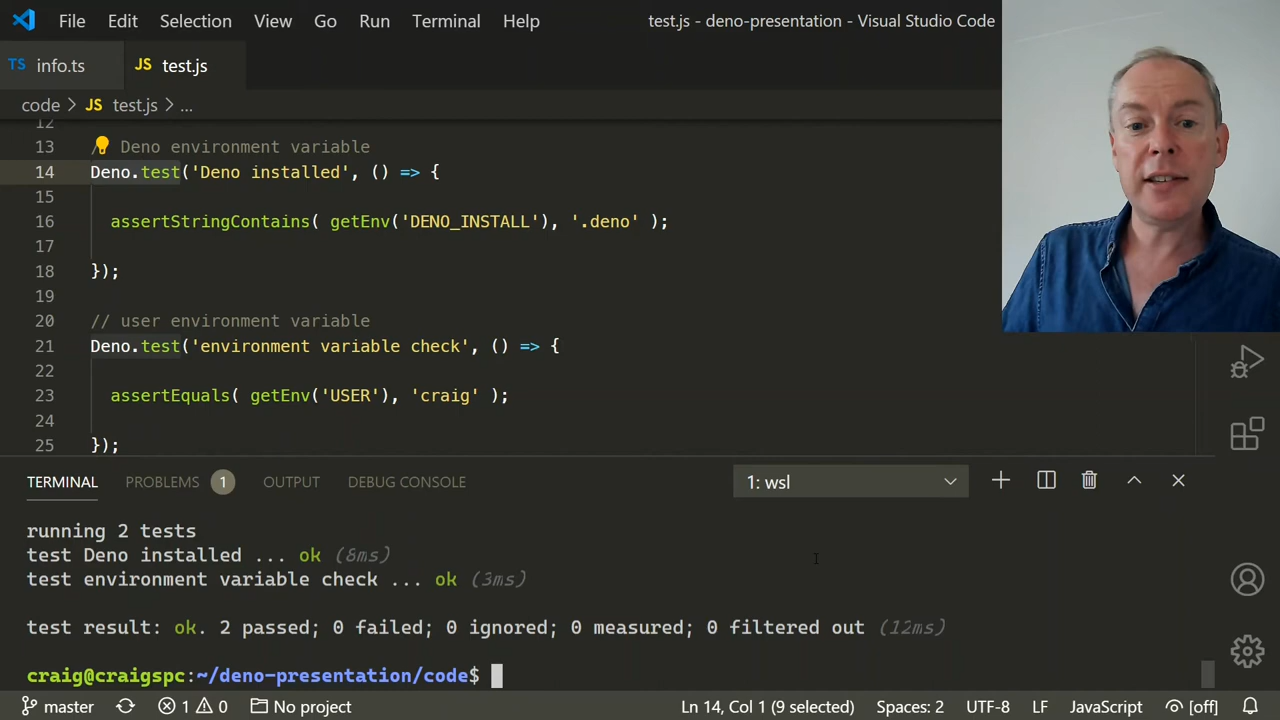 File Edit Selection View Go Run Terminal Help test.js - deno-presentation - Visual Studio Code
TS info.ts JS test.js
code > JS test.js > ...
12
13 // Deno environment variable
14 Deno.test('Deno installed', () => {
15
16 assertStringContains( getEnv('DENO_INSTALL'), '.deno' );
17
18 });
19
20 // user environment variable
21 Deno.test('environment variable check', () => {
22
23 assertEquals( getEnv('USER'), 'craig' );
24
25 });
TERMINAL PROBLEMS 1 OUTPUT DEBUG CONSOLE 1: wsl
running 2 tests
test Deno installed ... ok (8ms)
test environment variable check ... ok (3ms)
test result: ok. 2 passed; 0 failed; 0 ignored; 0 measured; 0 filtered out (12ms)
craig@craigspc:~/deno-presentation/code$
master 1 0 No project Ln 14, Col 1 (9 selected) Spaces: 2 UTF-8 LF JavaScript [off]